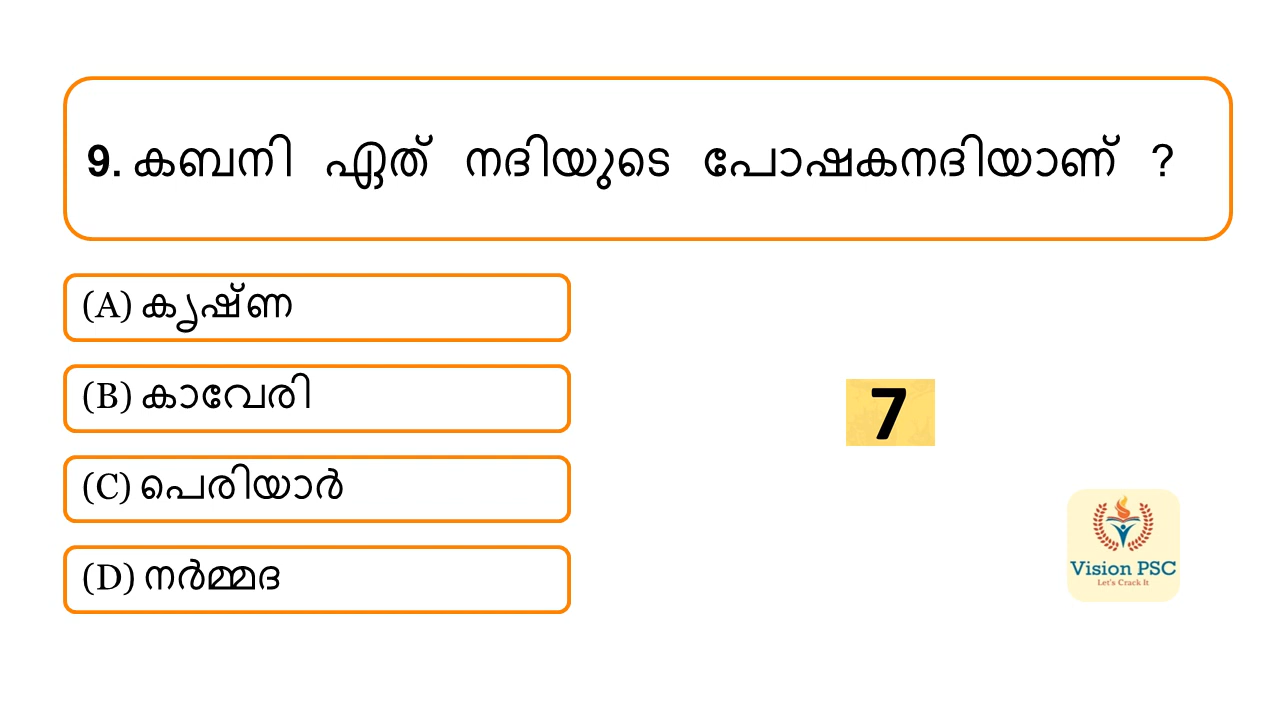 9. കബനി ഏത് നദിയുടെ പോഷകനദിയാണ് ?
(A) കൃഷ്ണ
(B) കാവേരി
(C) പെരിയാർ
(D) നർമ്മദ
7
Vision PSC
Let's Crack It